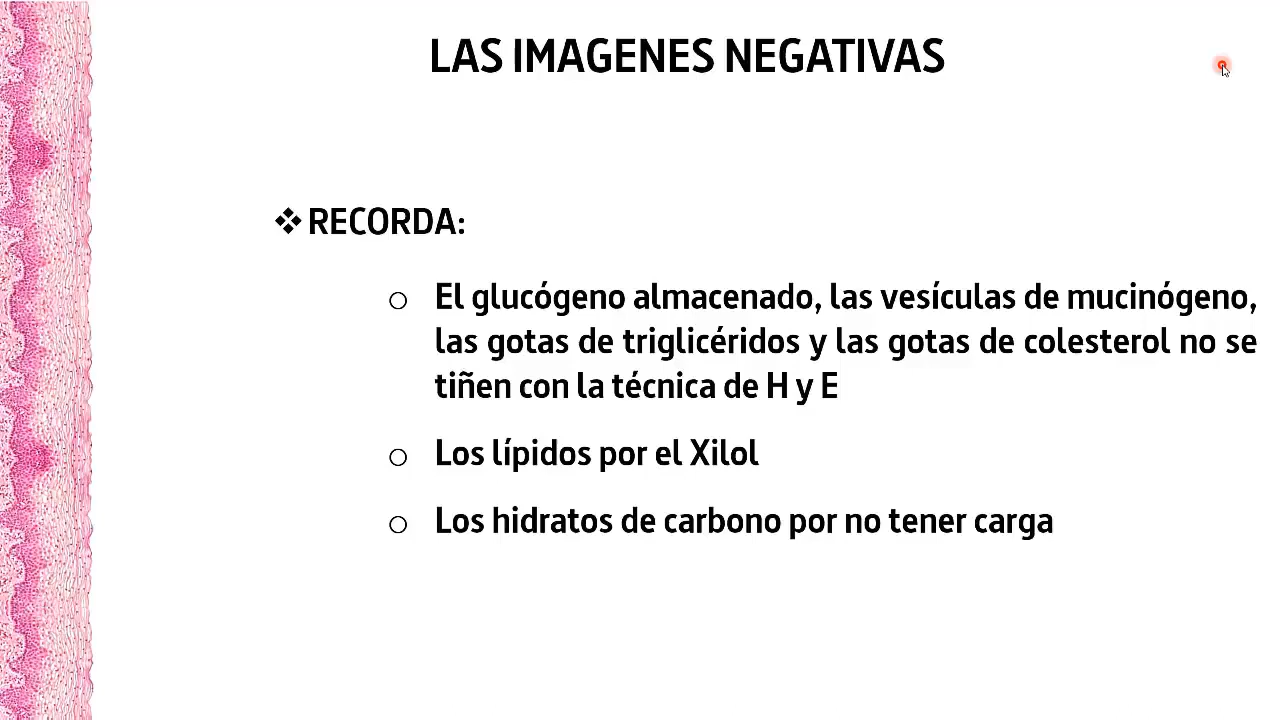 LAS IMAGENES NEGATIVAS
RECORDA:
El glucógeno almacenado, las vesículas de mucinógeno,
las gotas de triglicéridos y las gotas de colesterol no se
tiñen con la técnica de H y E
Los lípidos por el Xilol
Los hidratos de carbono por no tener carga